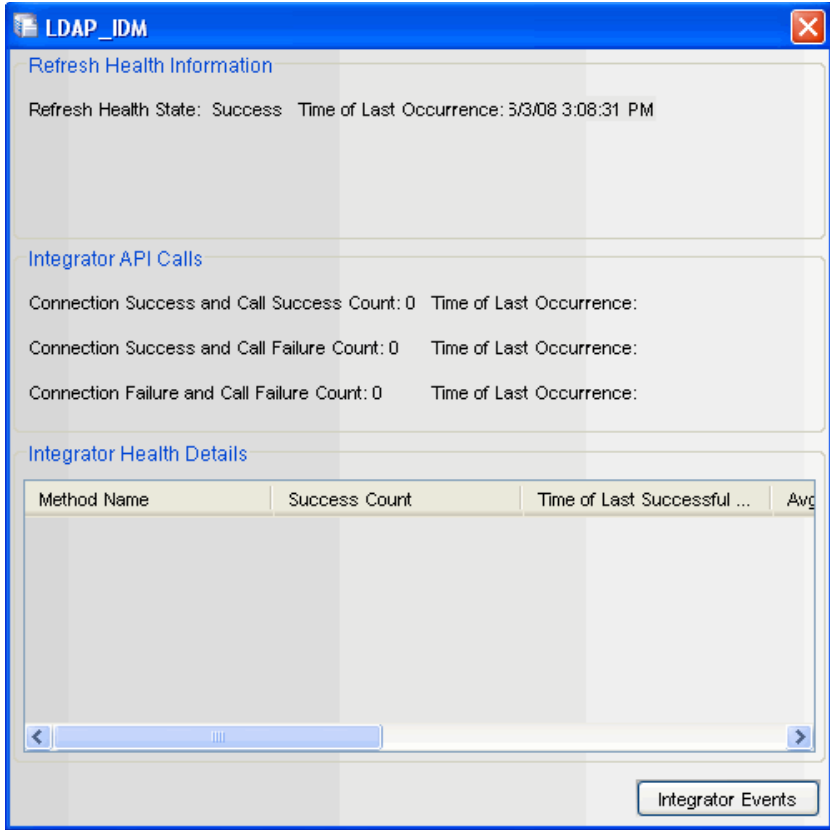 LDAP_IDM
Refresh Health Information
Refresh Health State: Success Time of Last Occurrence: 3/3/08 3:08:31 PM
Integrator API Calls
Connection Success and Call Success Count: 0 Time of Last Occurrence:
Connection Success and Call Failure Count: 0 Time of Last Occurrence:
Connection Failure and Call Failure Count: 0 Time of Last Occurrence:
Integrator Health Details
Method Name Success Count Time of Last Successful ... Avg
Integrator Events